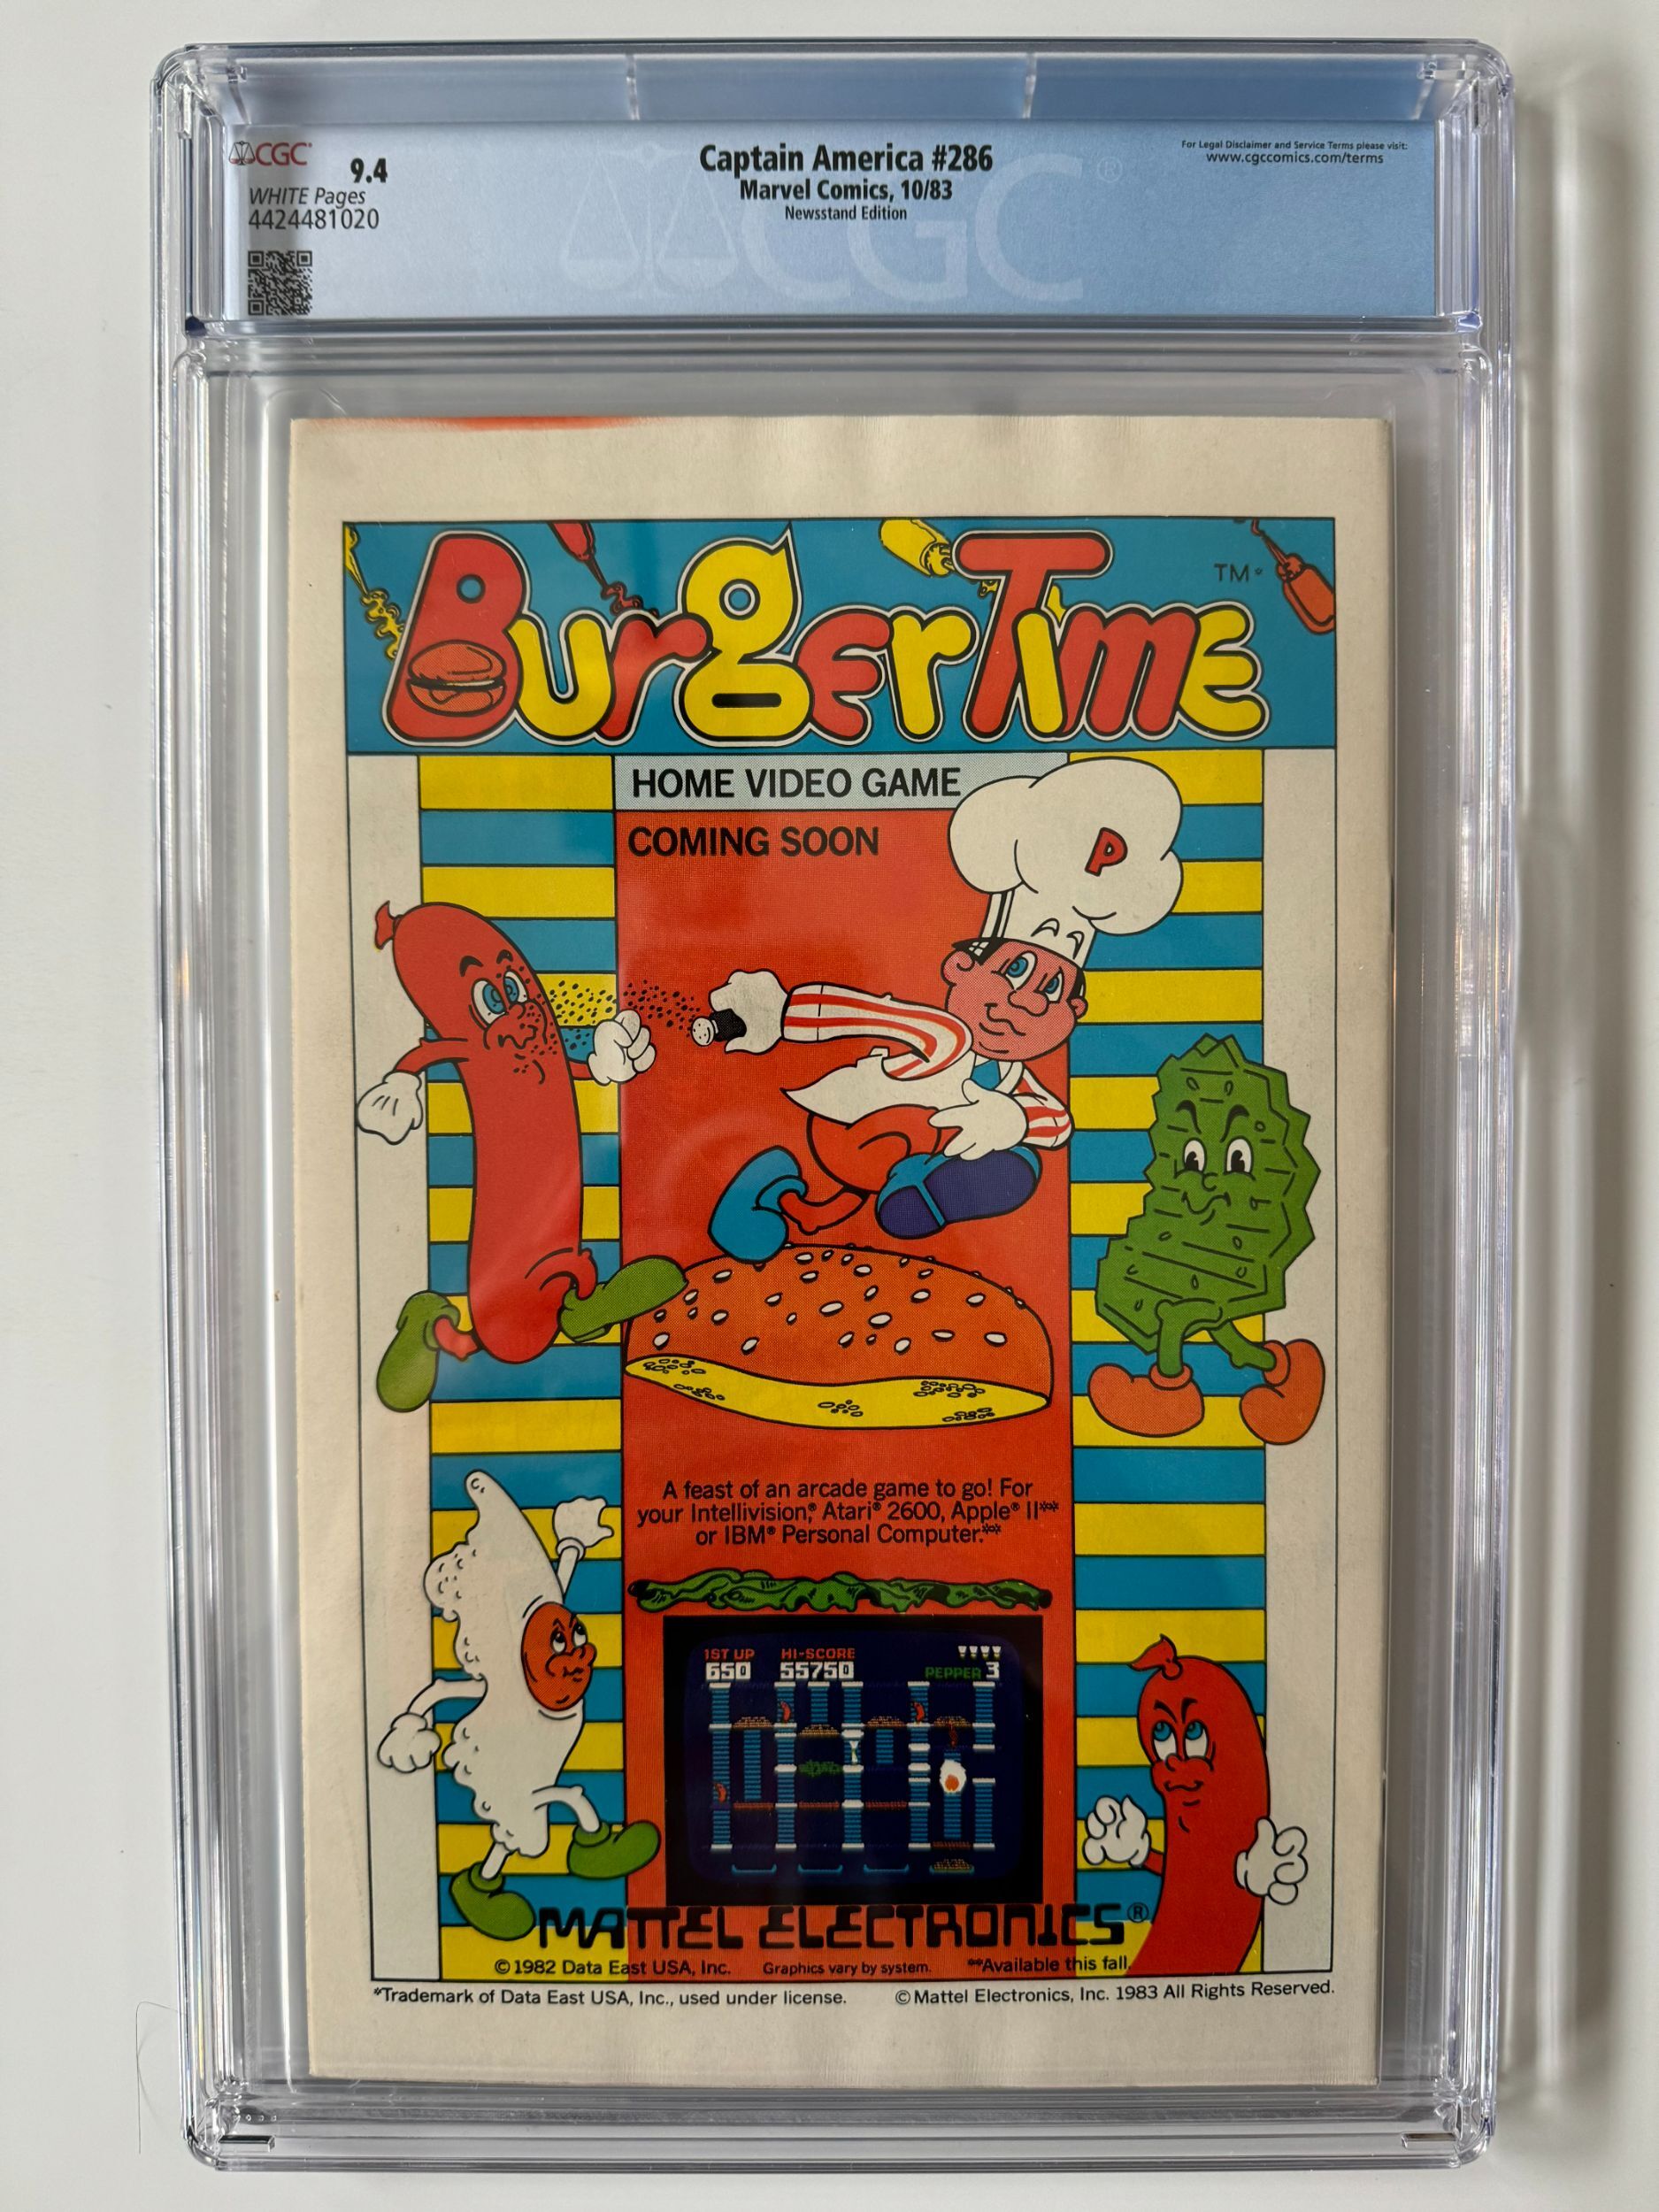 CGC
9.4
WHITE Pages
4424481020
Captain America #286
Marvel Comics, 10/83
Newsstand Edition
For Legal Disclaimer and Service Terms please visit:
www.cgccomics.com/terms
CGC®
BurgerTime
TM*
HOME VIDEO GAME
COMING SOON
P
A feast of an arcade game to go! For
your Intellivision,® Atari® 2600, Apple® II**
or IBM® Personal Computer.**
1ST UP HI-SCORE
650 55750 PEPPER 3
MATTEL ELECTRONICS®
©1982 Data East USA, Inc. Graphics vary by system. **Available this fall.
*Trademark of Data East USA, Inc., used under license. ©Mattel Electronics, Inc. 1983 All Rights Reserved.